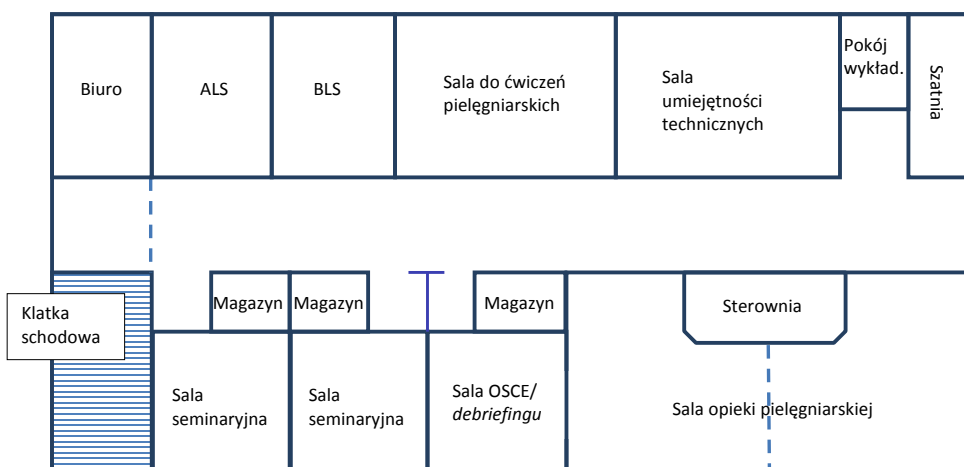 Biuro
ALS
BLS
Sala do ćwiczeń
pielęgniarskich
Sala
umiejętności
technicznych
Pokój
wykład.
Szatnia
Klatka
schodowa
Magazyn
Magazyn
Magazyn
Sterownia
Sala
seminaryjna
Sala
seminaryjna
Sala OSCE/
debriefingu
Sala opieki pielęgniarskiej